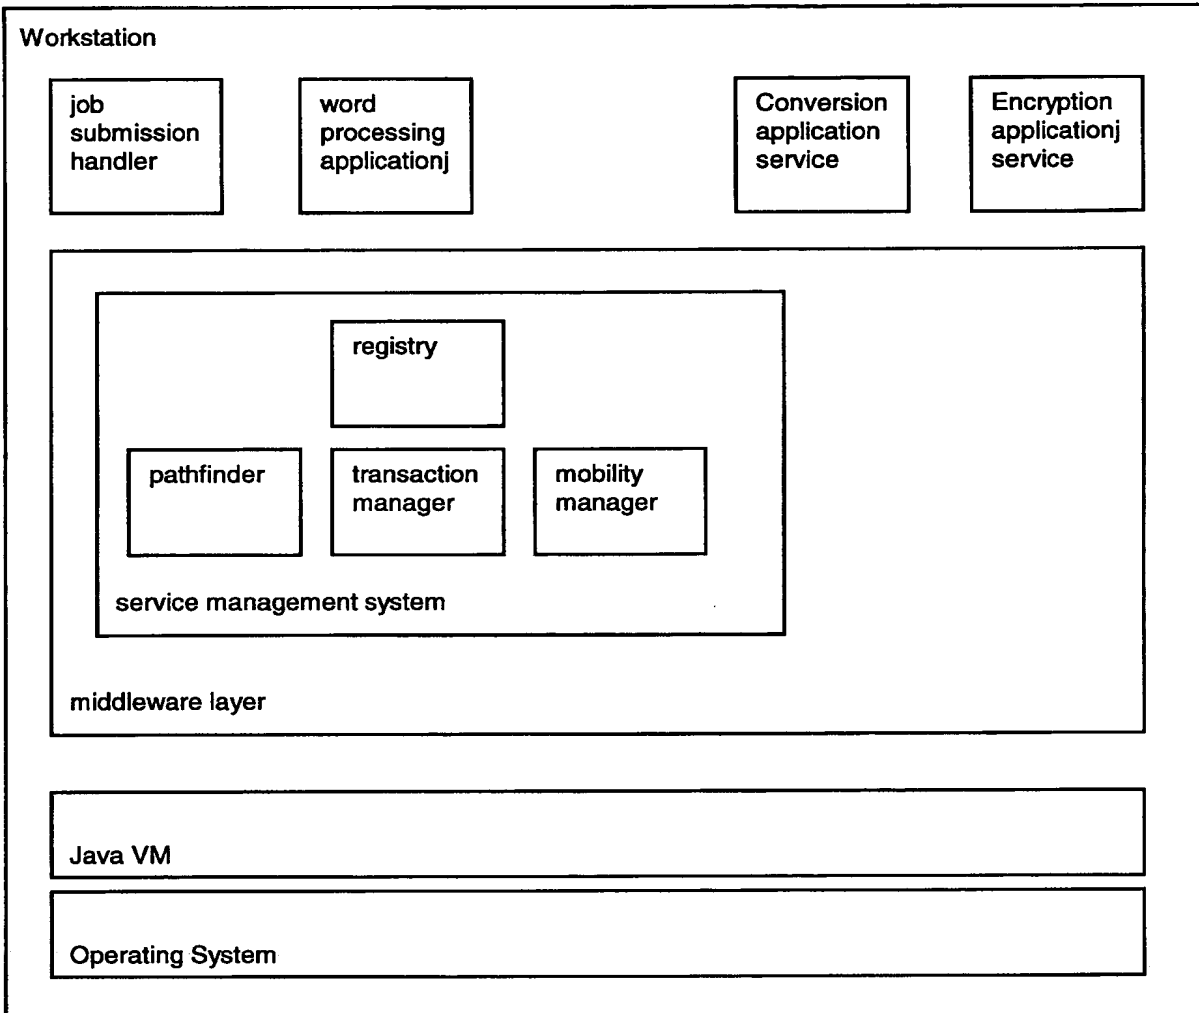 Workstation
job
submission
handler
word
processing
applicationj
Conversion
application
service
Encryption
applicationj
service
registry
pathfinder
transaction
manager
mobility
manager
service management system
middleware layer
Java VM
Operating System